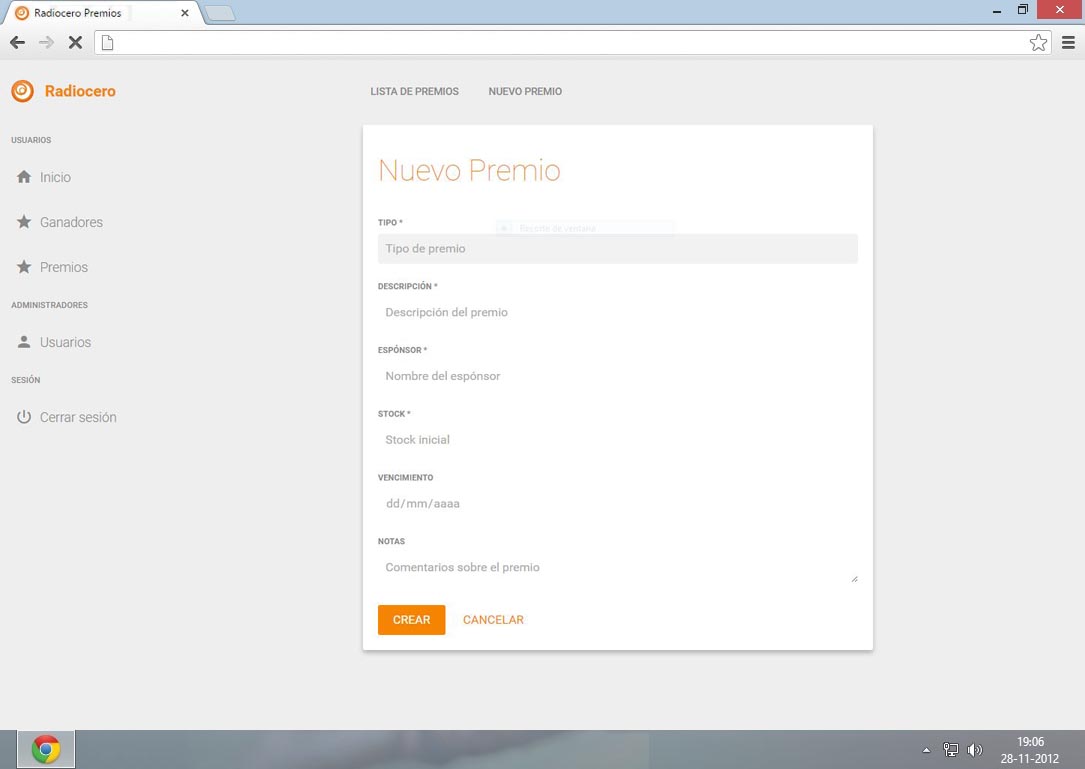 Radiocero Premios
Radiocero
LISTA DE PREMIOS
NUEVO PREMIO
USUARIOS
Inicio
Ganadores
Premios
ADMINISTRADORES
Usuarios
SESIÓN
Cerrar sesión
Nuevo Premio
TIPO *
Recorte de ventana
Tipo de premio
DESCRIPCIÓN *
Descripción del premio
ESPÓNSOR *
Nombre del espónsor
STOCK *
Stock inicial
VENCIMIENTO
dd/mm/aaaa
NOTAS
Comentarios sobre el premio
CREAR
CANCELAR
19:06
28-11-2012